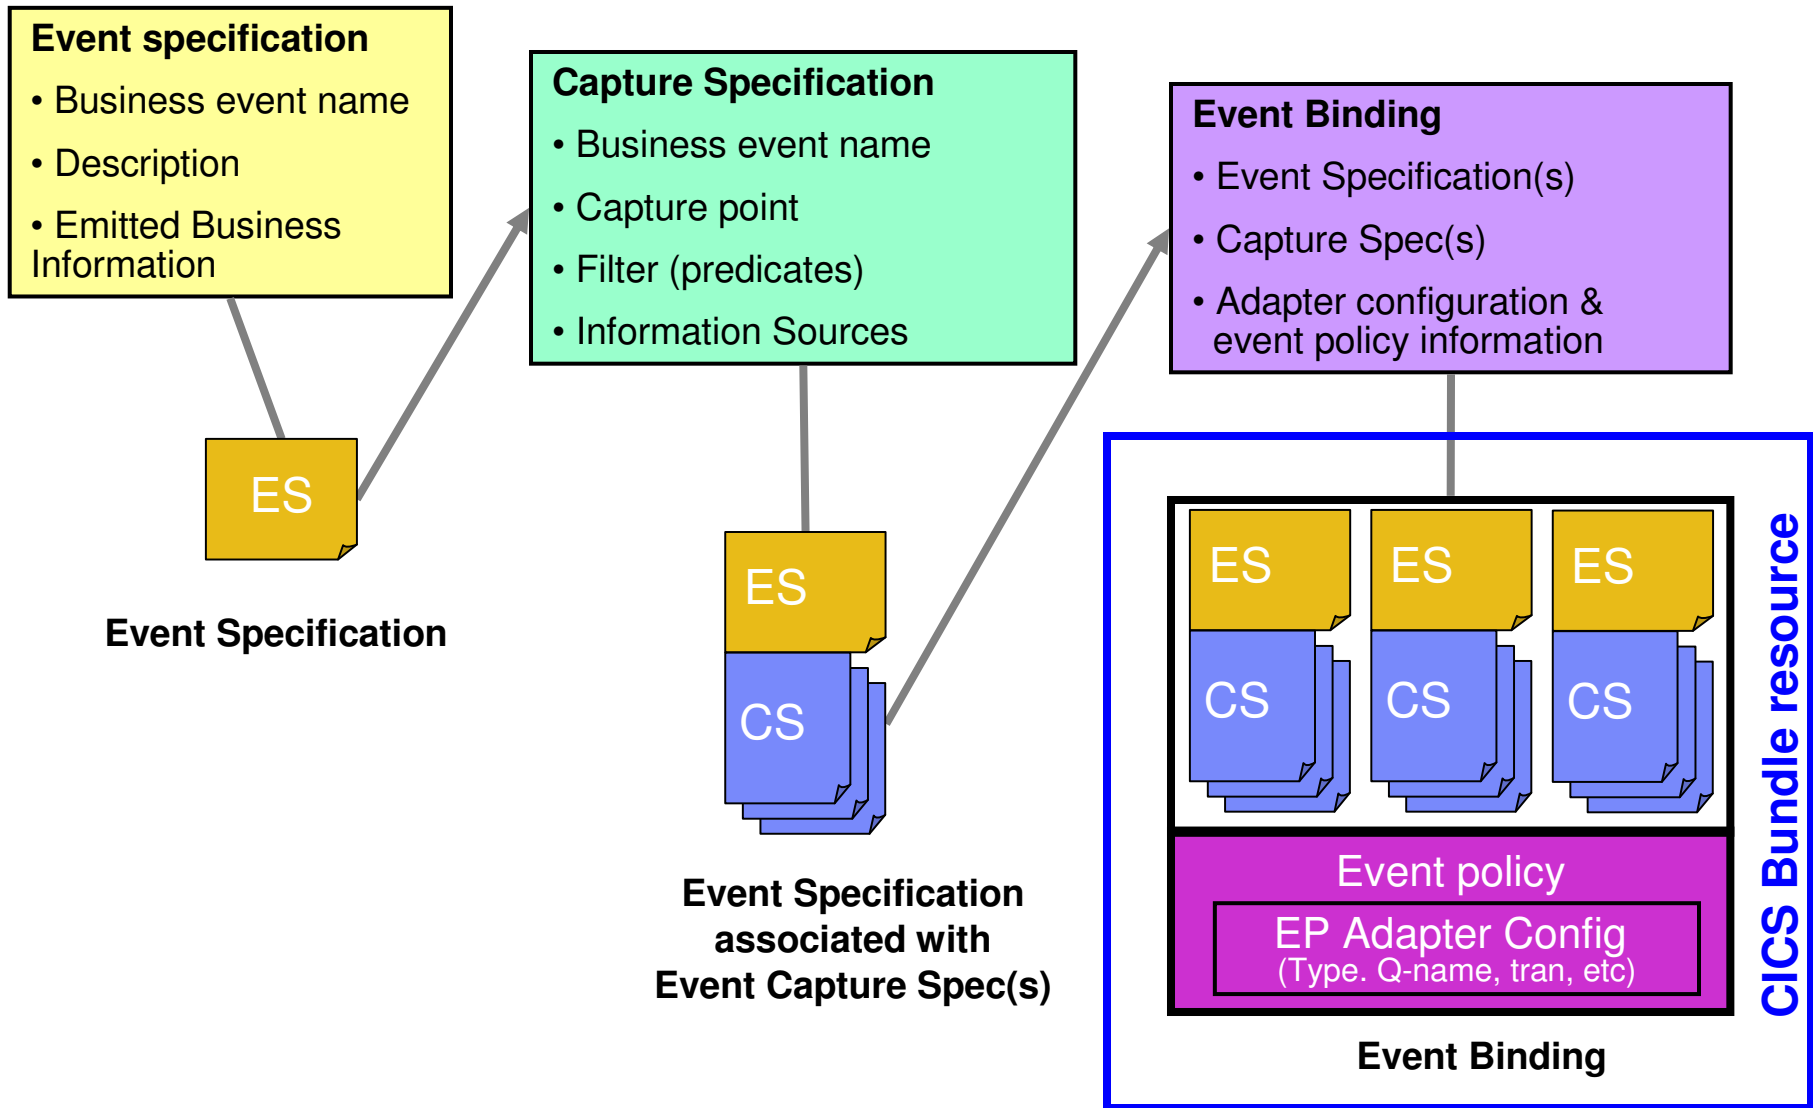 Event specification
• Business event name
• Description
• Emitted Business
Information
ES
Event Specification
Capture Specification
• Business event name
• Capture point
• Filter (predicates)
• Information Sources
ES
CS
Event Specification
associated with
Event Capture Spec(s)
Event Binding
• Event Specification(s)
• Capture Spec(s)
• Adapter configuration &
event policy information
ES
ES
ES
CS
CS
CS
Event policy
EP Adapter Config
(Type. Q-name, tran, etc)
Event Binding
CICS Bundle resource